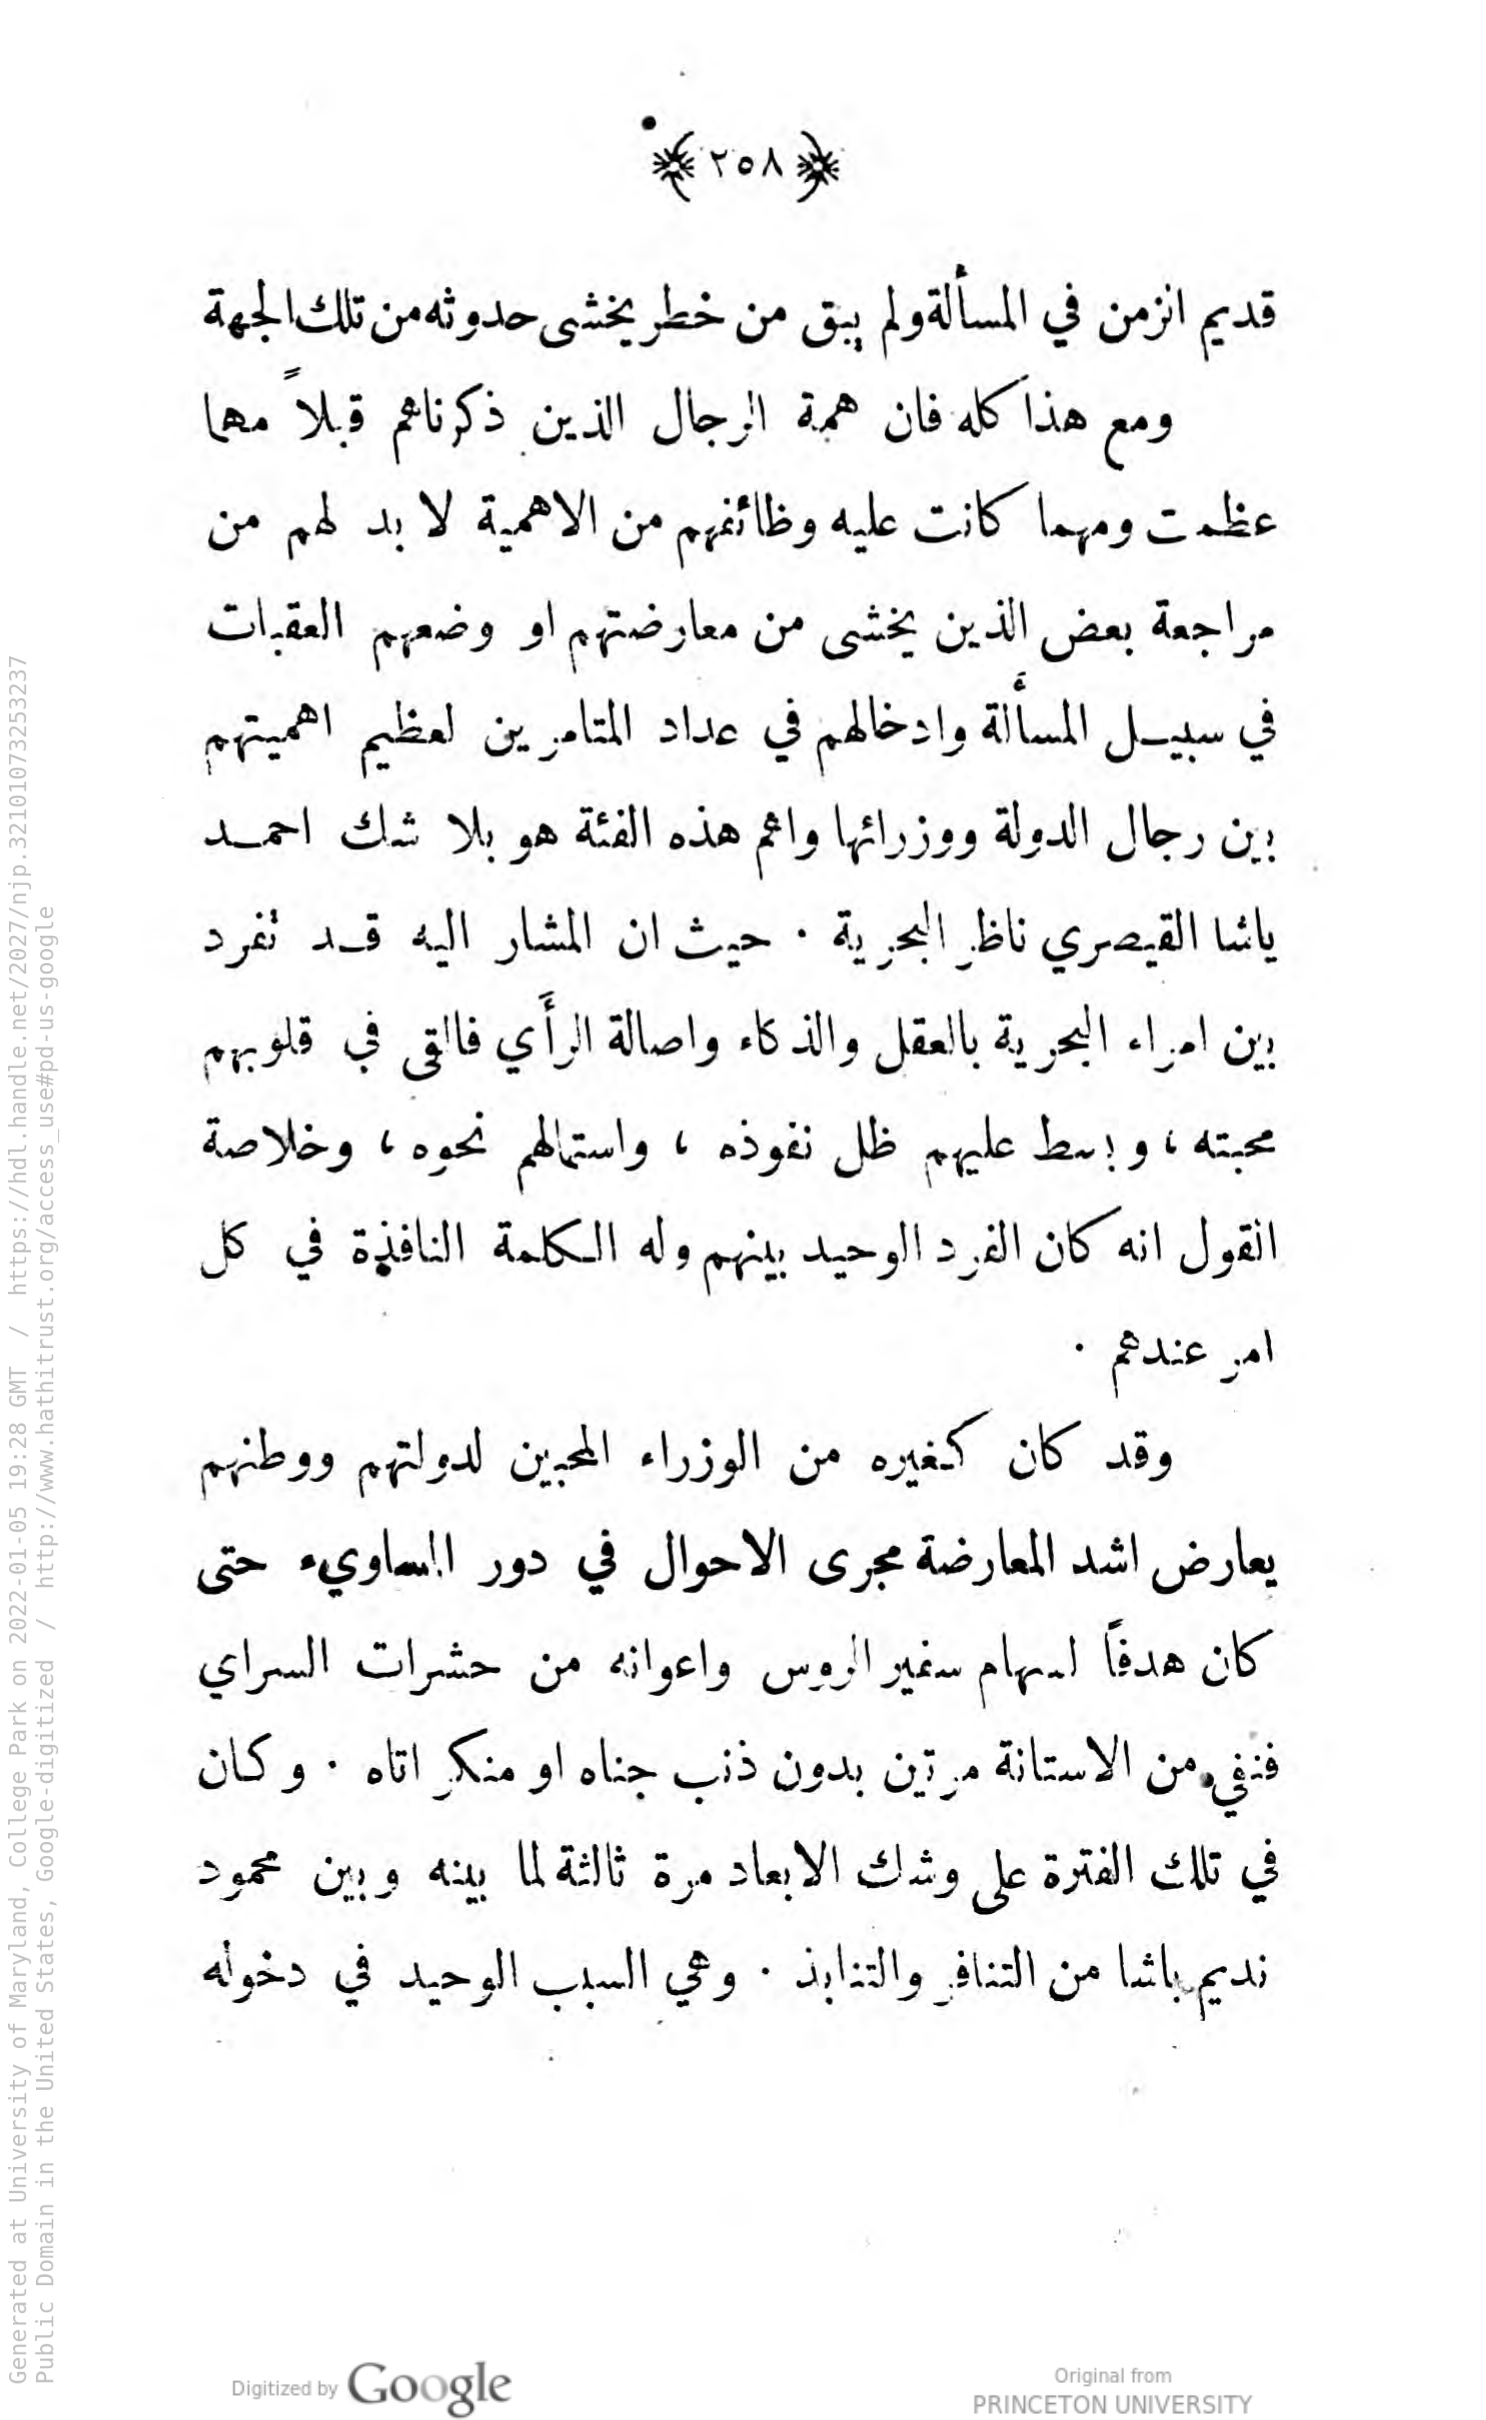 ٢٥٨
قديم الزمن في المسألة ولم يبق من خطر يخشى حدوثه من تلك الجهة
ومع هذا كله فان همة الرجال الذين ذكرناهم قبلاً مهما
عظمت ومهما كانت عليه وظائفهم من الاهمية لا بد لهم من
مراجعة بعض الذين يخشى من معارضتهم او وضعهم العقبات
في سبيل المسألة وادخالهم في عداد المتامرين لعظيم اهميتهم
بين رجال الدولة ووزرائها واهم هذه الفئة هو بلا شك احمد
باشا القيصري ناظر البحرية . حيث ان المشار اليه قد تفرد
بين امراء البحرية بالعقل والذكاء واصالة الرأي فالقى في قلوبهم
محبته ، وبسط عليهم ظل نفوذه ، واستمالهم نحوه ، وخلاصة
القول انه كان الفرد الوحيد بينهم وله الكلمة النافذة في كل
امر عندهم .
وقد كان كغيره من الوزراء المحبين لدولتهم ووطنهم
يعارض اشد المعارضة مجرى الاحوال في دور المساويء حتى
كان هدفًا لسهام سفير الروس واعوانه من حشرات السراي
فنفي من الاستانة مرتين بدون ذنب جناه او منكر اتاه . وكان
في تلك الفترة على وشك الابعاد مرة ثالثة لما بينه وبين محمود
نديم باشا من التنافر والتنابذ . وهي السبب الوحيد في دخوله
Digitized by Google
Original from
PRINCETON UNIVERSITY
Generated at University of Maryland, College Park on 2022-01-05 19:28 GMT / https://hdl.handle.net/2027/njp.32101073253237
Public Domain in the United States, Google-digitized / http://www.hathitrust.org/access_use#pd-us-google